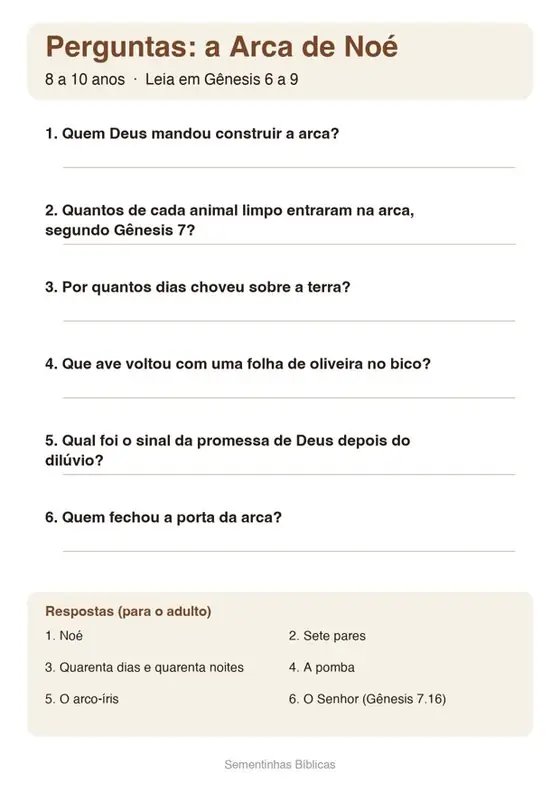 Perguntas: a Arca de Noé
8 a 10 anos · Leia em Gênesis 6 a 9
1. Quem Deus mandou construir a arca?
2. Quantos de cada animal limpo entraram na arca,
segundo Gênesis 7?
3. Por quantos dias choveu sobre a terra?
4. Que ave voltou com uma folha de oliveira no bico?
5. Qual foi o sinal da promessa de Deus depois do
dilúvio?
6. Quem fechou a porta da arca?
Respostas (para o adulto)
1. Noé
2. Sete pares
3. Quarenta dias e quarenta noites
4. A pomba
5. O arco-íris
6. O Senhor (Gênesis 7.16)
Sementinhas Bíblicas